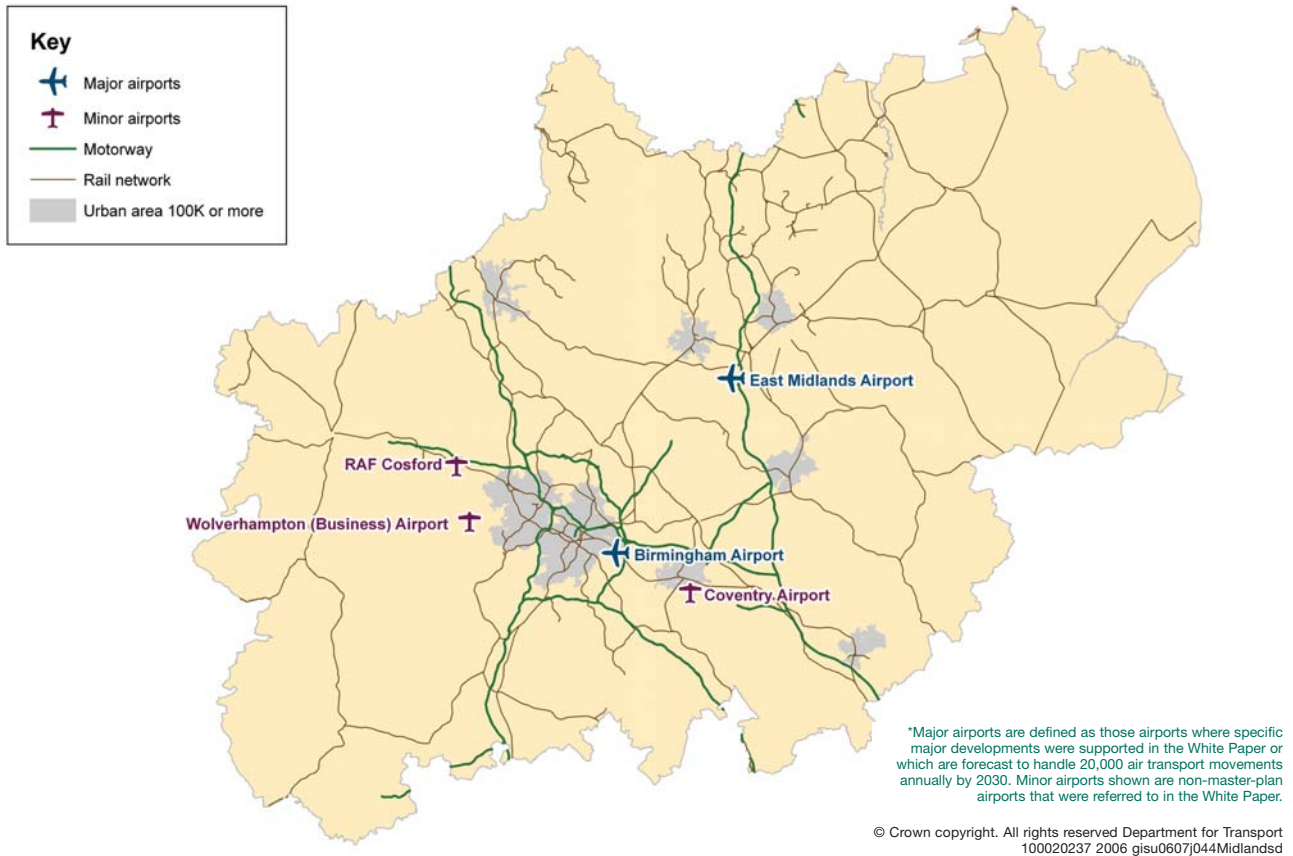 Key
Major airports
Minor airports
Motorway
Rail network
Urban area 100K or more
East Midlands Airport
RAF Cosford
Wolverhampton (Business) Airport
Birmingham Airport
Coventry Airport
*Major airports are defined as those airports where specific
major developments were supported in the White Paper or
which are forecast to handle 20,000 air transport movements
annually by 2030. Minor airports shown are non-master-plan
airports that were referred to in the White Paper.
© Crown copyright. All rights reserved Department for Transport
100020237 2006 gisu0607j044Midlandsd